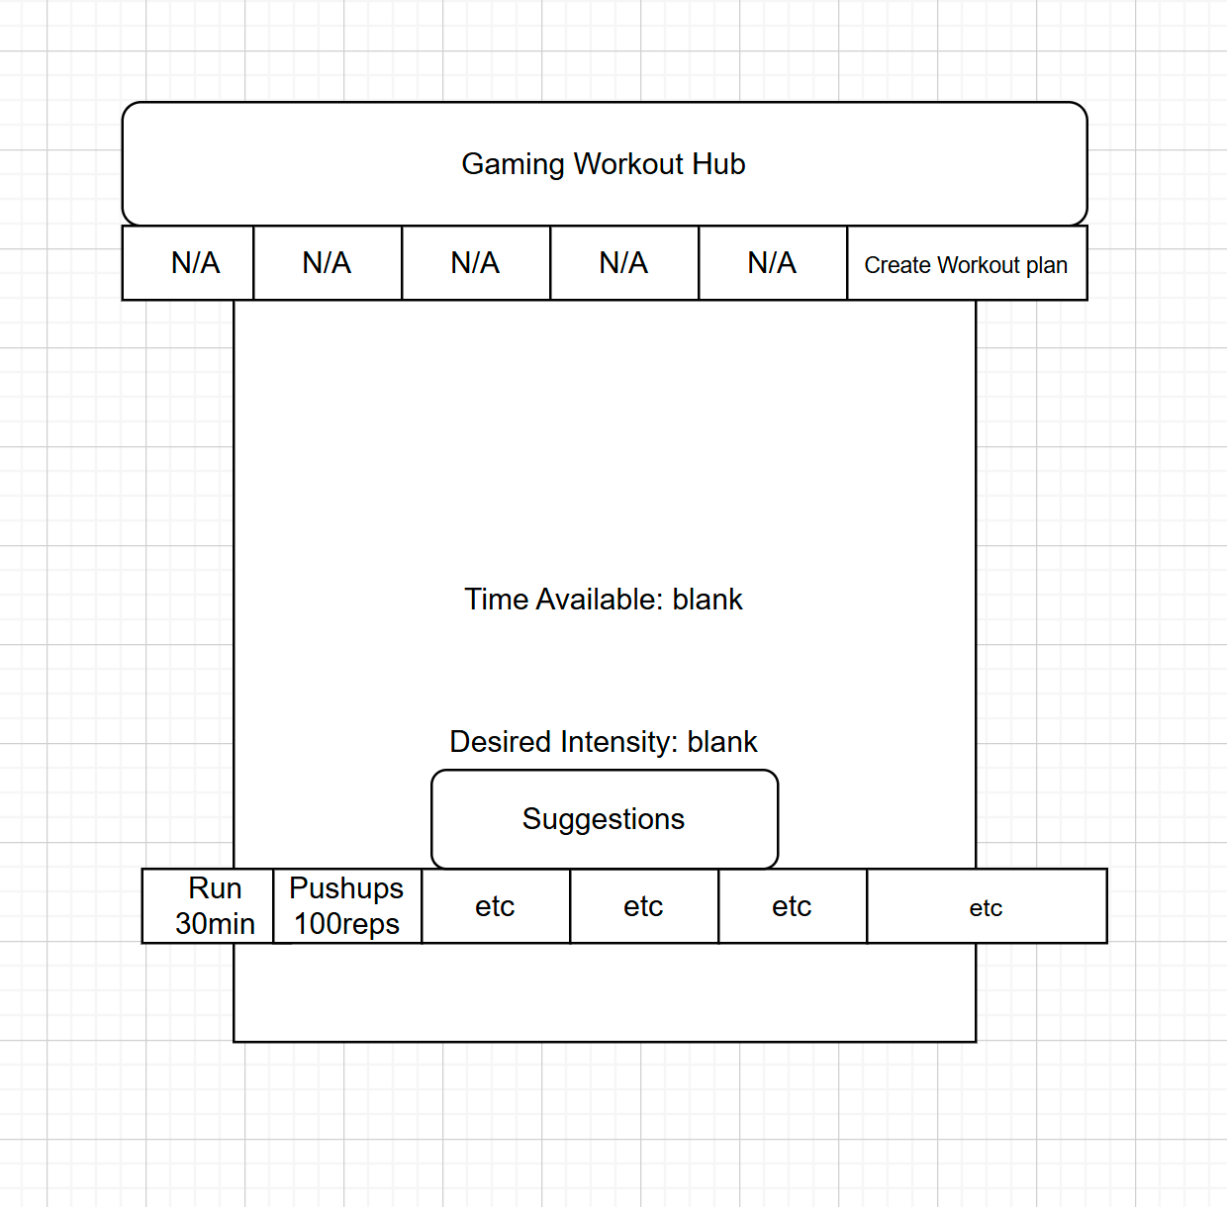 Gaming Workout Hub
N/A N/A N/A N/A N/A Create Workout plan
Time Available: blank
Desired Intensity: blank
Suggestions
Run 30min
Pushups 100reps
etc etc etc etc